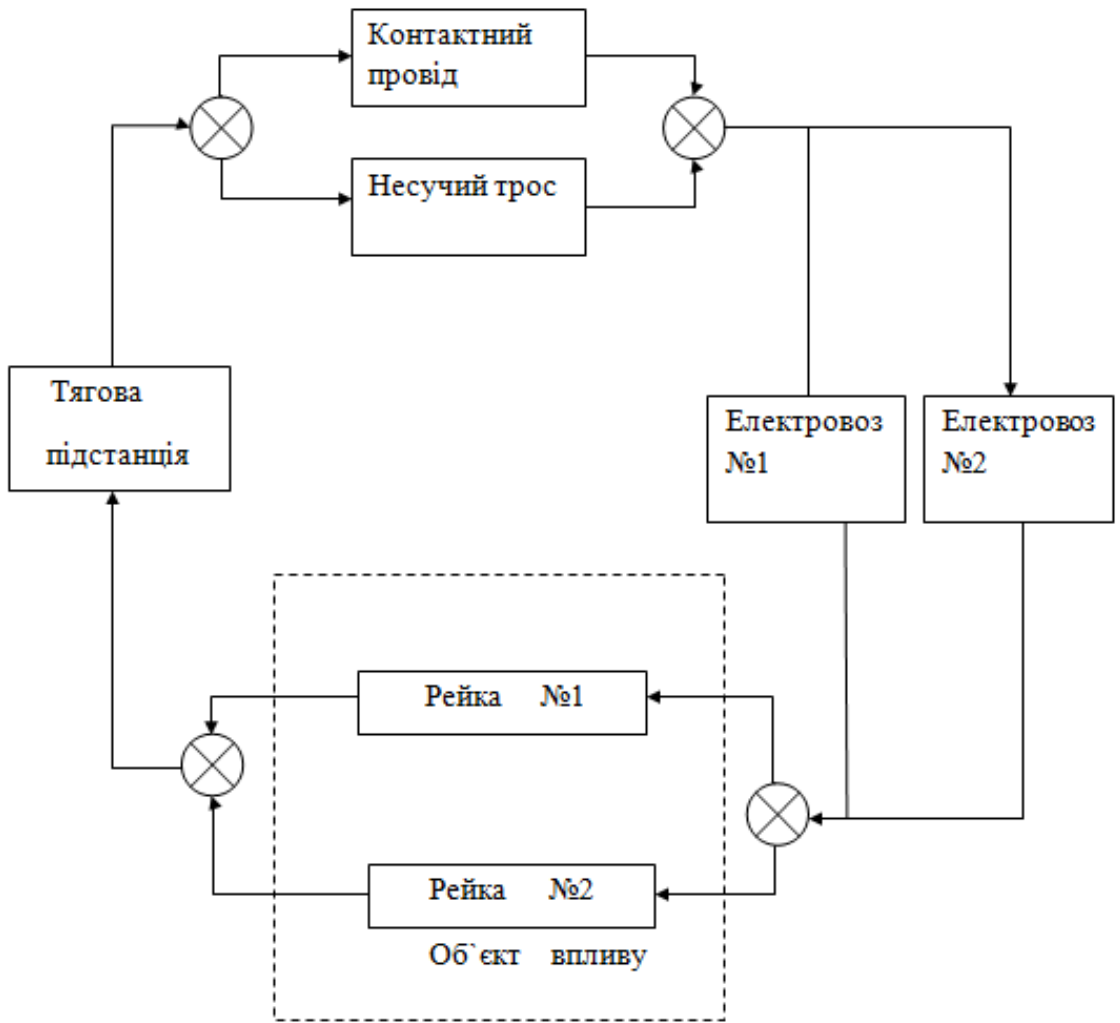 Контактний
провід
Несучий трос
Тягова
підстанція
Електровоз
№1
Електровоз
№2
Рейка №1
Рейка №2
Об`єкт впливу